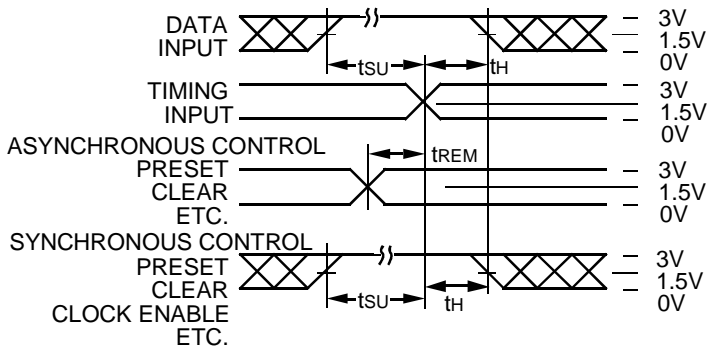 DATA
INPUT
3V
1.5V
0V
tSU
tH
TIMING
INPUT
3V
1.5V
0V
ASYNCHRONOUS CONTROL
PRESET
CLEAR
ETC.
tREM
3V
1.5V
0V
SYNCHRONOUS CONTROL
PRESET
CLEAR
CLOCK ENABLE
ETC.
tSU
tH
3V
1.5V
0V